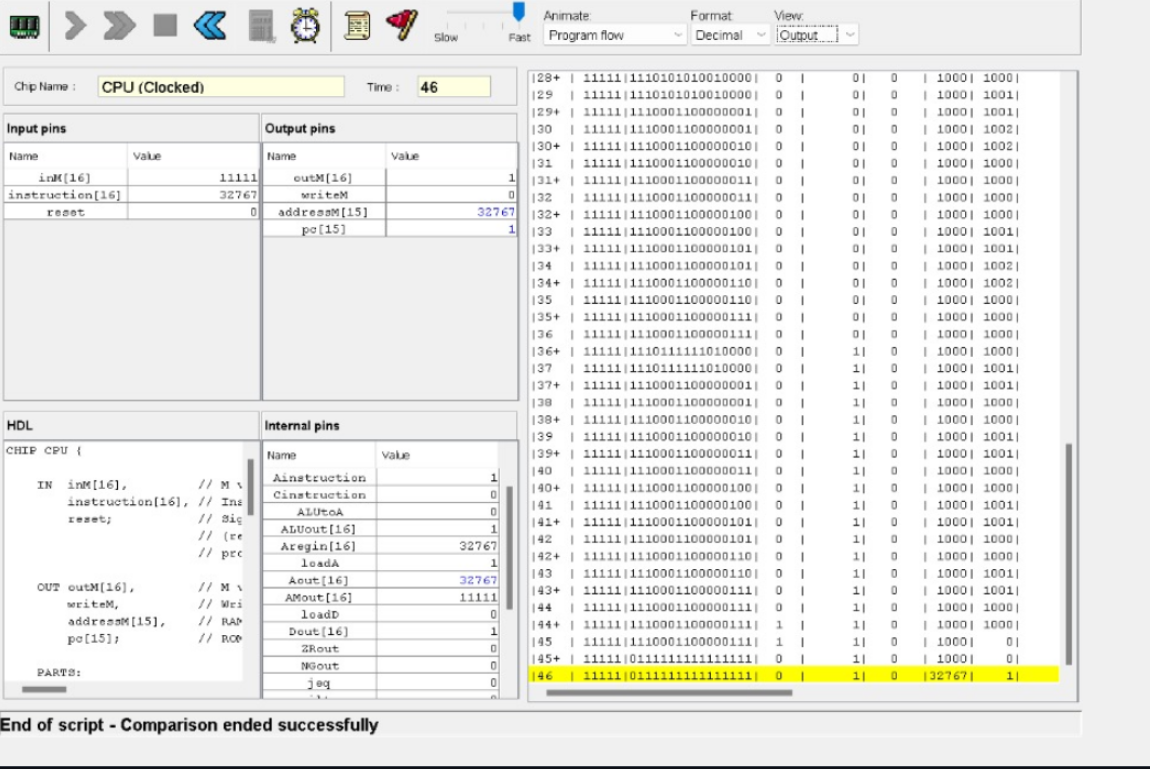 Animate: Format: View:
Slow Fast Program flow Decimal Output
Chip Name : CPU (Clocked) Time : 46
Input pins
Name Value
inM[16] 11111
instruction[16] 32767
reset 0
Output pins
Name Value
outM[16] 1
writeM 0
addressM[15] 32767
pc[15] 1
HDL
CHIP CPU {
IN inM[16], // M v
instruction[16], // Ins
reset; // Sig
// (re
// prc
OUT outM[16], // M v
writeM, // Wri
addressM[15], // RAM
pc[15]; // ROM
PARTS:
Internal pins
Name Value
Ainstruction 1
Cinstruction 0
ALUtoA 0
ALUout[16] 1
Aregin[16] 32767
loadA 1
Aout[16] 32767
AMout[16] 11111
loadD 0
Dout[16] 1
ZRout 0
NGout 0
jeq 0
|28+ | 11111|1110101010010000| 0 | 0| 0 | 1000| 1000|
|29 | 11111|1110101010010000| 0 | 0| 0 | 1000| 1001|
|29+ | 11111|1110001100000001| 0 | 0| 0 | 1000| 1001|
|30 | 11111|1110001100000001| 0 | 0| 0 | 1000| 1002|
|30+ | 11111|1110001100000010| 0 | 0| 0 | 1000| 1002|
|31 | 11111|1110001100000010| 0 | 0| 0 | 1000| 1000|
|31+ | 11111|1110001100000011| 0 | 0| 0 | 1000| 1000|
|32 | 11111|1110001100000011| 0 | 0| 0 | 1000| 1000|
|32+ | 11111|1110001100000100| 0 | 0| 0 | 1000| 1000|
|33 | 11111|1110001100000100| 0 | 0| 0 | 1000| 1001|
|33+ | 11111|1110001100000101| 0 | 0| 0 | 1000| 1001|
|34 | 11111|1110001100000101| 0 | 0| 0 | 1000| 1002|
|34+ | 11111|1110001100000110| 0 | 0| 0 | 1000| 1002|
|35 | 11111|1110001100000110| 0 | 0| 0 | 1000| 1000|
|35+ | 11111|1110001100000111| 0 | 0| 0 | 1000| 1000|
|36 | 11111|1110001100000111| 0 | 0| 0 | 1000| 1000|
|36+ | 11111|1110111111010000| 0 | 1| 0 | 1000| 1000|
|37 | 11111|1110111111010000| 0 | 1| 0 | 1000| 1001|
|37+ | 11111|1110001100000001| 0 | 1| 0 | 1000| 1001|
|38 | 11111|1110001100000001| 0 | 1| 0 | 1000| 1000|
|38+ | 11111|1110001100000010| 0 | 1| 0 | 1000| 1000|
|39 | 11111|1110001100000010| 0 | 1| 0 | 1000| 1001|
|39+ | 11111|1110001100000011| 0 | 1| 0 | 1000| 1001|
|40 | 11111|1110001100000011| 0 | 1| 0 | 1000| 1000|
|40+ | 11111|1110001100000100| 0 | 1| 0 | 1000| 1000|
|41 | 11111|1110001100000100| 0 | 1| 0 | 1000| 1001|
|41+ | 11111|1110001100000101| 0 | 1| 0 | 1000| 1001|
|42 | 11111|1110001100000101| 0 | 1| 0 | 1000| 1000|
|42+ | 11111|1110001100000110| 0 | 1| 0 | 1000| 1000|
|43 | 11111|1110001100000110| 0 | 1| 0 | 1000| 1001|
|43+ | 11111|1110001100000111| 0 | 1| 0 | 1000| 1001|
|44 | 11111|1110001100000111| 0 | 1| 0 | 1000| 1000|
|44+ | 11111|1110001100000111| 1 | 1| 0 | 1000| 1000|
|45 | 11111|1110001100000111| 1 | 1| 0 | 1000| 0|
|45+ | 11111|0111111111111111| 0 | 1| 0 | 1000| 0|
|46 | 11111|0111111111111111| 0 | 1| 0 |32767| 1|
End of script - Comparison ended successfully